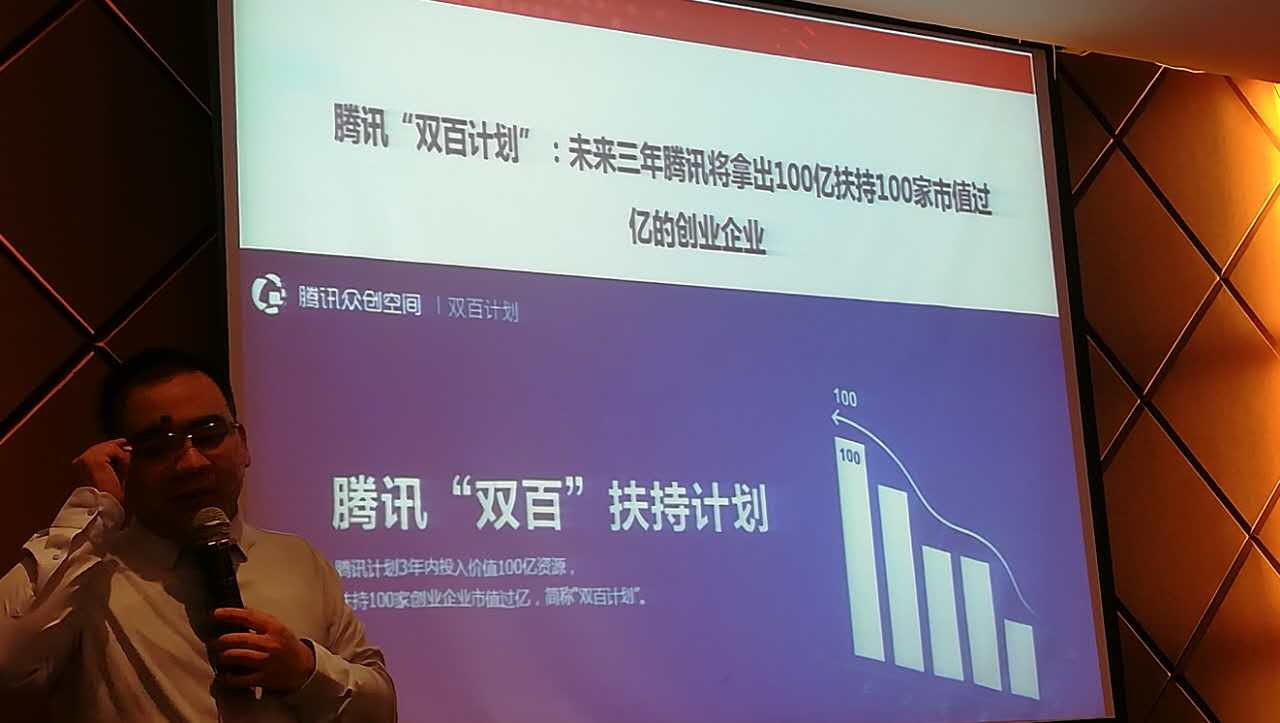 腾讯“双百计划”：未来三年腾讯将拿出100亿扶持100家市值过
亿的创业企业
腾讯众创空间 | 双百计划
100
100
腾讯“双百”扶持计划
腾讯计划3年内投入价值100亿资源，
扶持100家创业企业市值过亿，简称“双百计划”。